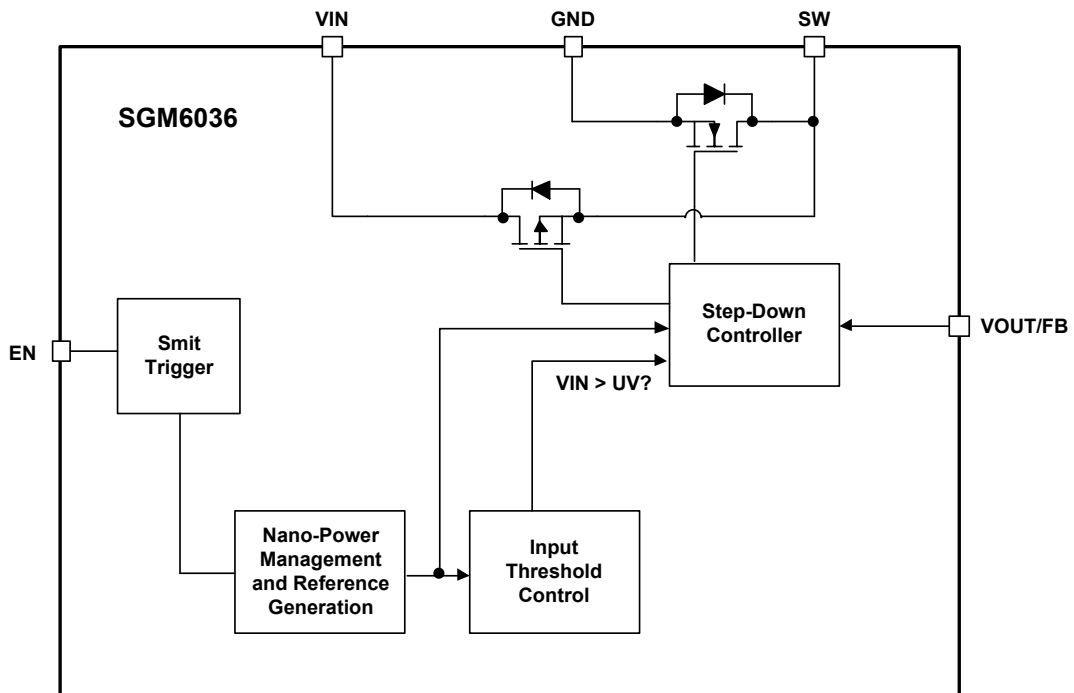 VIN
GND
SW
SGM6036
Step-Down
Controller
Smit
Trigger
EN
VOUT/FB
VIN > UV?
Nano-Power
Management
and Reference
Generation
Input
Threshold
Control